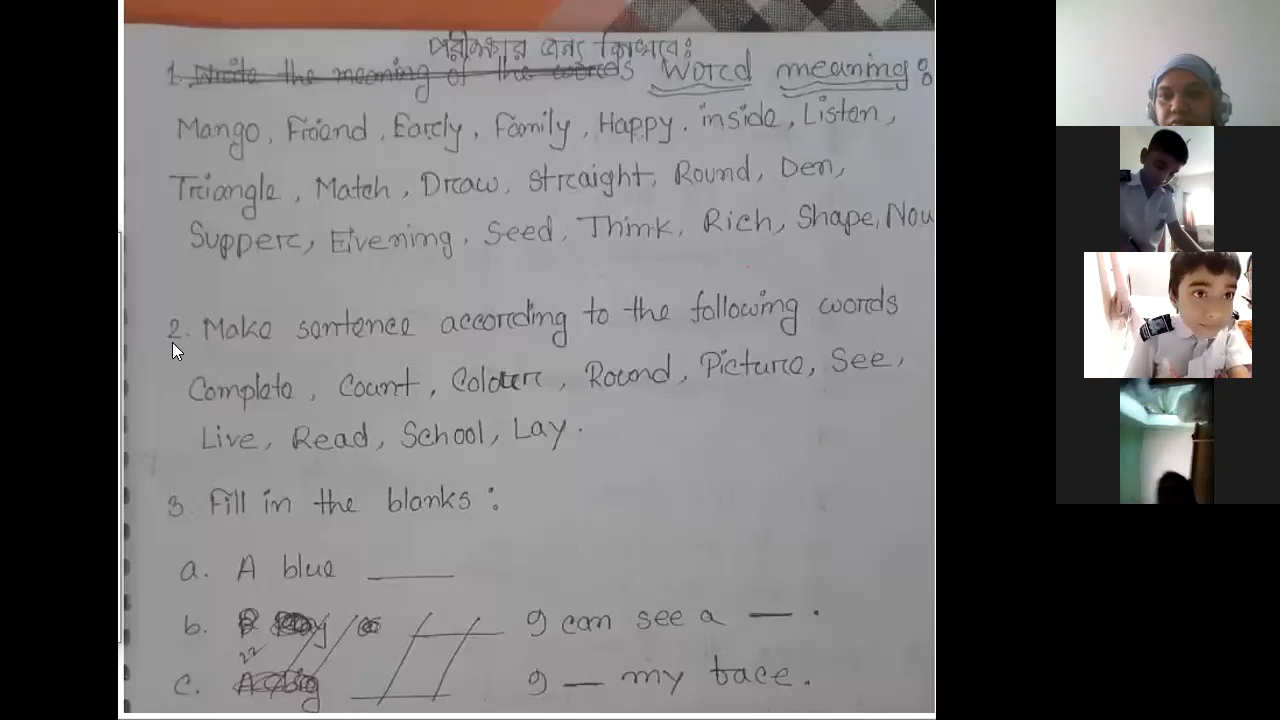 পরীক্ষার জন্য শিখবেঃ
1. Write the meaning of the words Word meaning:
Mango, Friend, Early, Family, Happy, inside, Listen,
Triangle, Match, Draw, Straight, Round, Den,
Supper, Evening, Seed, Think, Rich, Shape, Nou
2. Make sentence according to the following words
Complete, Count, Colour, Round, Picture, See,
Live, Read, School, Lay.
3. Fill in the blanks:
a. A blue ____
b. I can see a __.
c. I __ my face.